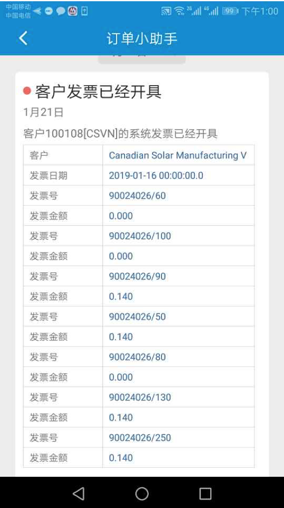 中国移动
中国电信
99
下午1:00
订单小助手
客户发票已经开具
1月21日
客户100108[CSVN]的系统发票已经开具
客户 Canadian Solar Manufacturing V
发票日期 2019-01-16 00:00:00.0
发票号 90024026/60
发票金额 0.000
发票号 90024026/100
发票金额 0.000
发票号 90024026/90
发票金额 0.140
发票号 90024026/50
发票金额 0.140
发票号 90024026/80
发票金额 0.000
发票号 90024026/130
发票金额 0.140
发票号 90024026/250
发票金额 0.140